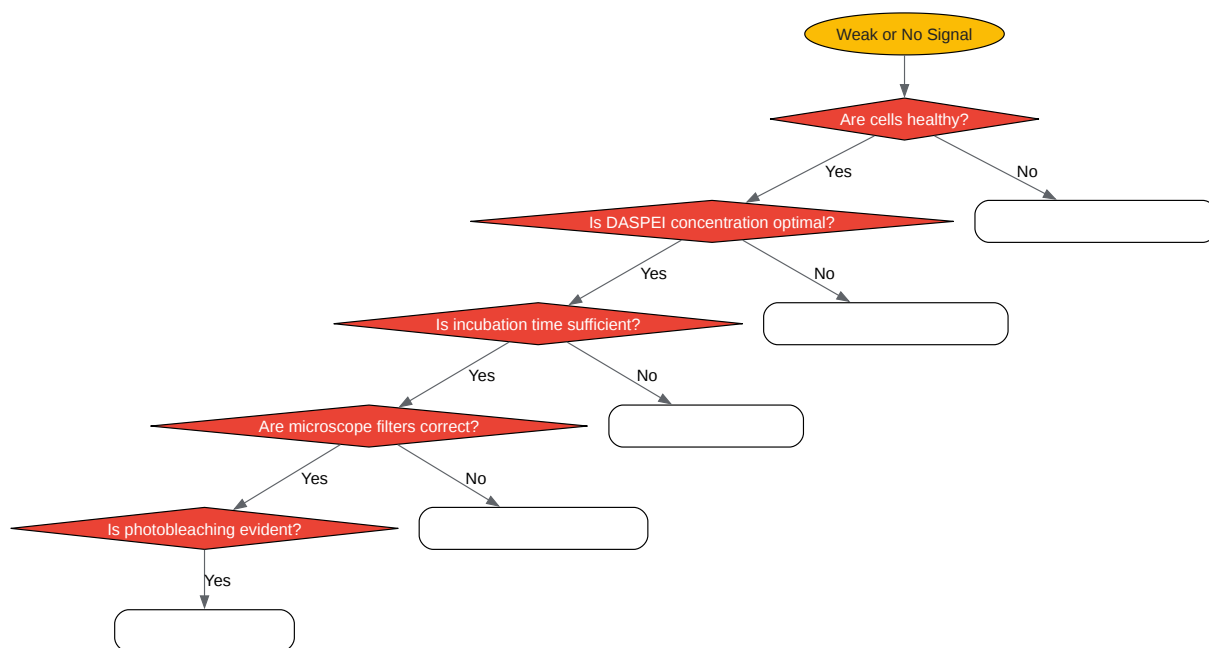 Weak or No Signal
Are cells healthy?
Yes
No
Is DASPEI concentration optimal?
Yes
No
Is incubation time sufficient?
Yes
No
Are microscope filters correct?
Yes
No
Is photobleaching evident?
Yes